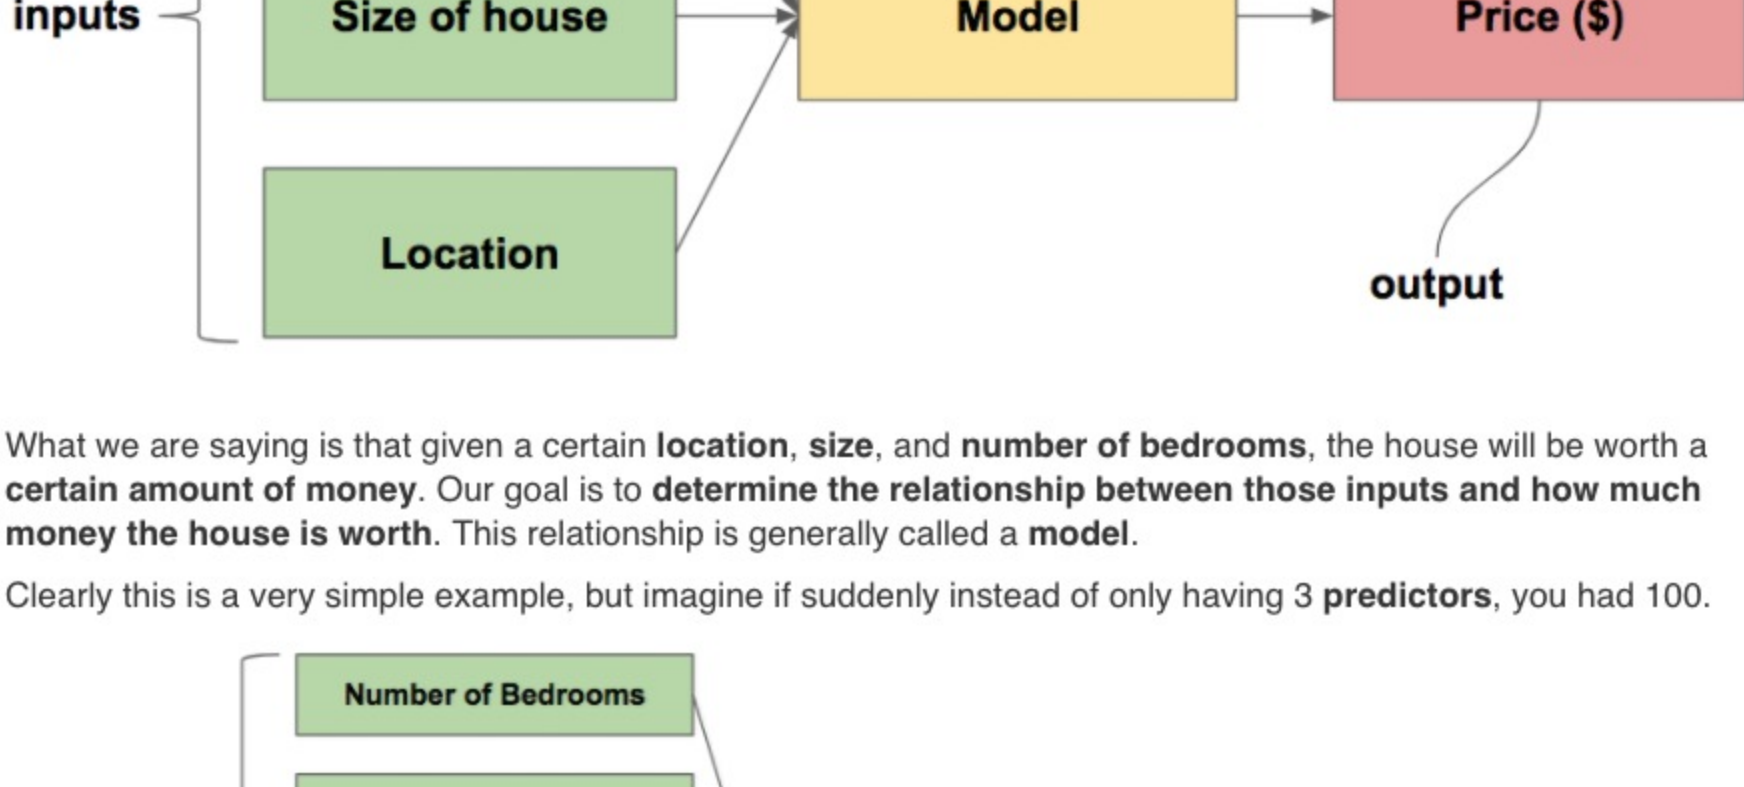 inputs
Size of house
Model
Price ($)
Location
output
What we are saying is that given a certain location, size, and number of bedrooms, the house will be worth a
certain amount of money. Our goal is to determine the relationship between those inputs and how much
money the house is worth. This relationship is generally called a model.
Clearly this is a very simple example, but imagine if suddenly instead of only having 3 predictors, you had 100.
Number of Bedrooms